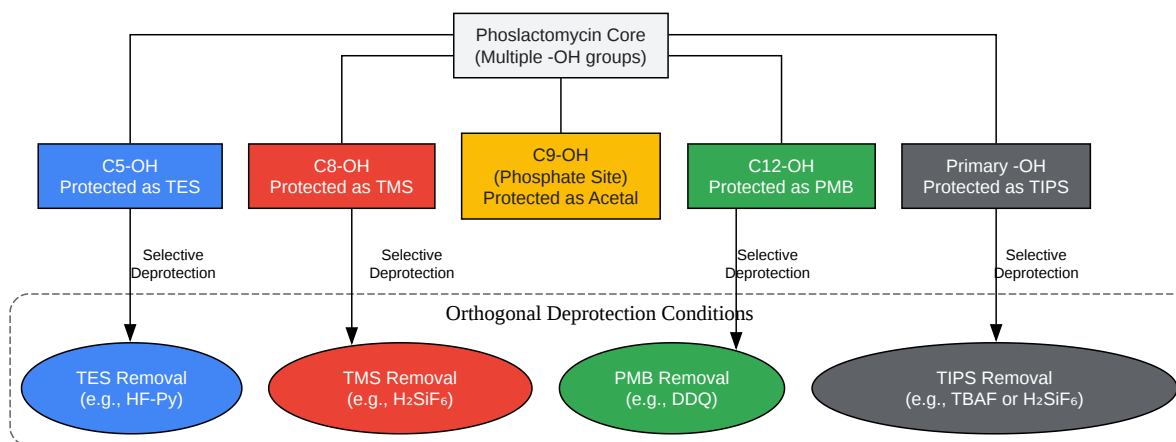 Phoslactomycin Core
(Multiple -OH groups)
C5-OH
Protected as TES
C8-OH
Protected as TMS
C9-OH
(Phosphate Site)
Protected as Acetal
C12-OH
Protected as PMB
Primary -OH
Protected as TIPS
Selective
Deprotection
Selective
Deprotection
Selective
Deprotection
Selective
Deprotection
Orthogonal Deprotection Conditions
TES Removal
(e.g., HF-Py)
TMS Removal
(e.g., H₂SiF₆)
PMB Removal
(e.g., DDQ)
TIPS Removal
(e.g., TBAF or H₂SiF₆)